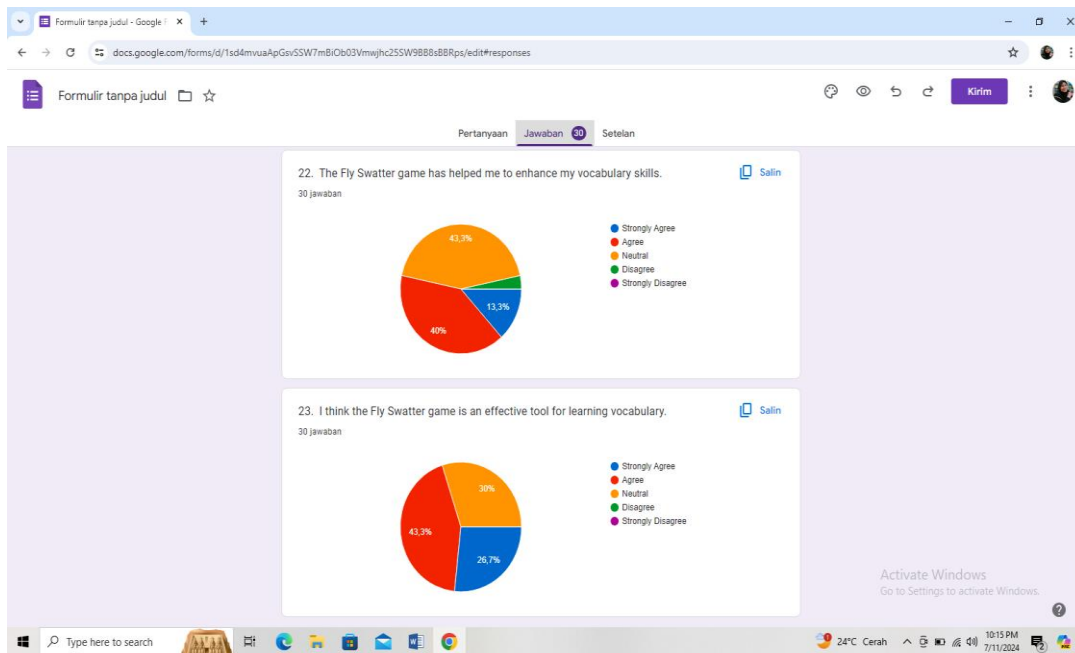 Formulir tanpa judul - Google F
docs.google.com/forms/d/1sd4mvuaApGsvSSW7mBiOb03Vmwjhc25SW9BB8sBBRps/edit#responses
Formulir tanpa judul
Kirim
Pertanyaan Jawaban 30 Setelan
22. The Fly Swatter game has helped me to enhance my vocabulary skills.
Salin
30 jawaban
43,3%
13,3%
40%
Strongly Agree
Agree
Neutral
Disagree
Strongly Disagree
23. I think the Fly Swatter game is an effective tool for learning vocabulary.
Salin
30 jawaban
30%
43,3%
26,7%
Strongly Agree
Agree
Neutral
Disagree
Strongly Disagree
Activate Windows
Go to Settings to activate Windows.
Type here to search
24°C Cerah
10:15 PM
7/11/2024
2